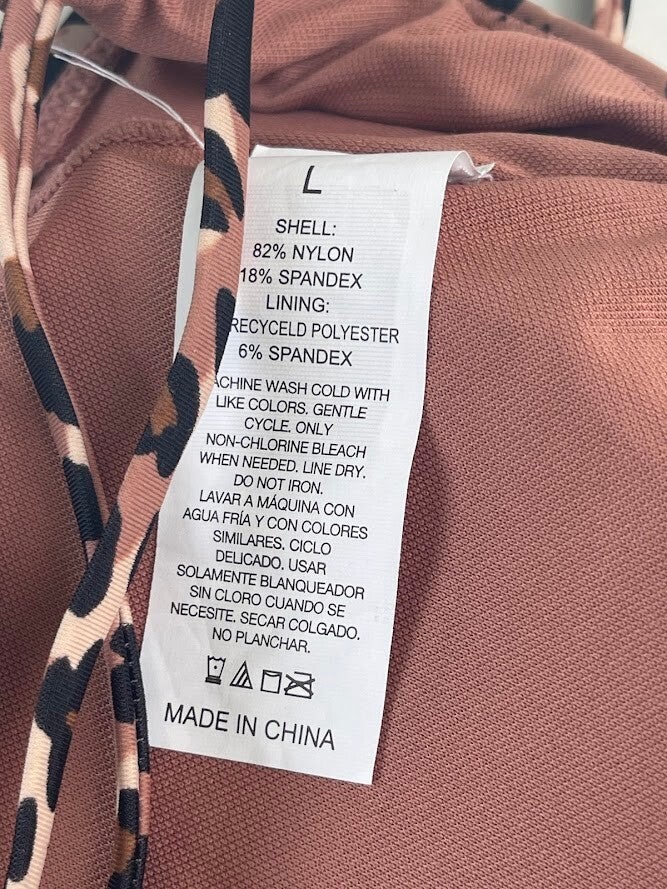 L
SHELL:
82% NYLON
18% SPANDEX
LINING:
RECYCELD POLYESTER
6% SPANDEX
ACHINE WASH COLD WITH
LIKE COLORS. GENTLE
CYCLE. ONLY
NON-CHLORINE BLEACH
WHEN NEEDED. LINE DRY.
DO NOT IRON.
LAVAR A MÁQUINA CON
AGUA FRÍA Y CON COLORES
SIMILARES. CICLO
DELICADO. USAR
SOLAMENTE BLANQUEADOR
SIN CLORO CUANDO SE
NECESITE. SECAR COLGADO.
NO PLANCHAR.
MADE IN CHINA